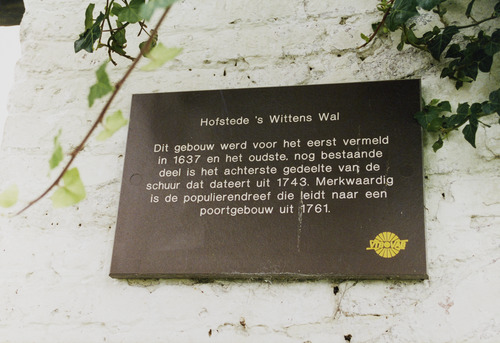 Hofstede 's Wittens Wal
Dit gebouw werd voor het eerst vermeld
in 1637 en het oudste. nog bestaande
deel is het achterste gedeelte van de
schuur dat dateert uit 1743. Merkwaardig
is de populierendreef die leidt naar een
poortgebouw uit 1761.